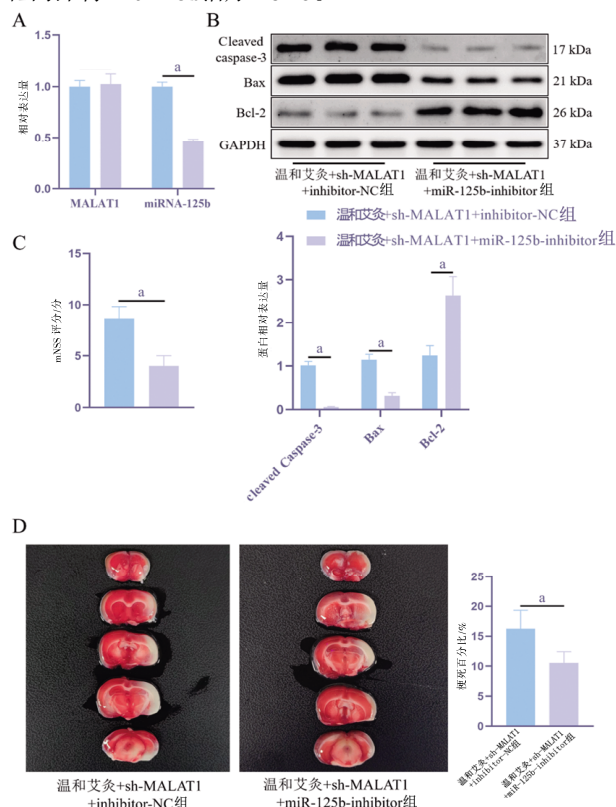 A
1.5
1.0
0.5
0.0
相对表达量
a
MALAT1
miRNA-125b
B
Cleaved
caspase-3
17 kDa
Bax
21 kDa
Bcl-2
26 kDa
GAPDH
37 kDa
温和艾灸+sh-MALAT1
+inhibitor-NC组
温和艾灸+sh-MALAT1
+miR-125b-inhibitor组
温和艾灸+sh-MALAT1+inhibitor-NC组
温和艾灸+sh-MALAT1+miR-125b-inhibitor组
C
15
10
5
0
mNSS 评分/分
a
4
3
2
1
0
蛋白相对表达量
a
a
a
cleaved Caspase-3
Bax
Bcl-2
D
温和艾灸+sh-MALAT1
+inhibitor-NC组
温和艾灸+sh-MALAT1
+miR-125b-inhibitor组
25
20
15
10
5
0
梗死百分比/%
a
温和艾灸+sh-MALAT1
+inhibitor-NC组
温和艾灸+sh-MALAT1
+miR-125b-inhibitor组